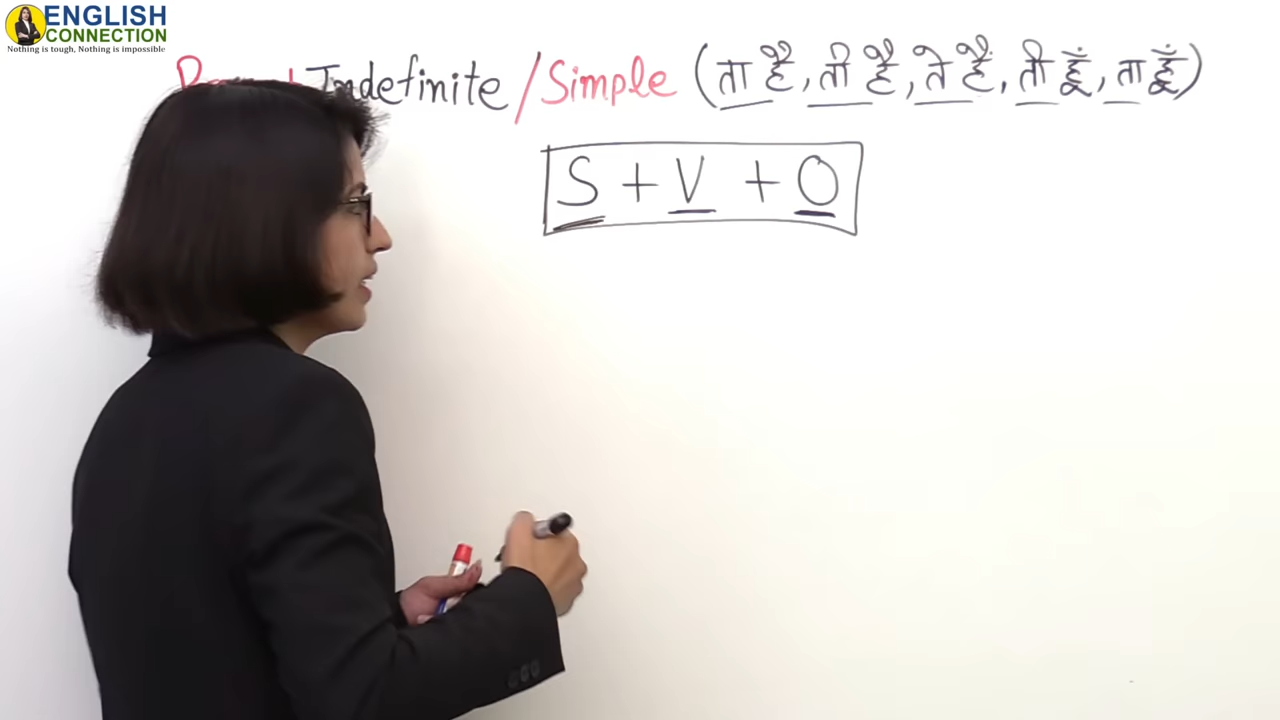 ENGLISH
CONNECTION
Nothing is tough, Nothing is impossible
Indefinite / Simple (ता है, ती है, ते हैं, ती हूँ, ता हूँ)
S + V + O